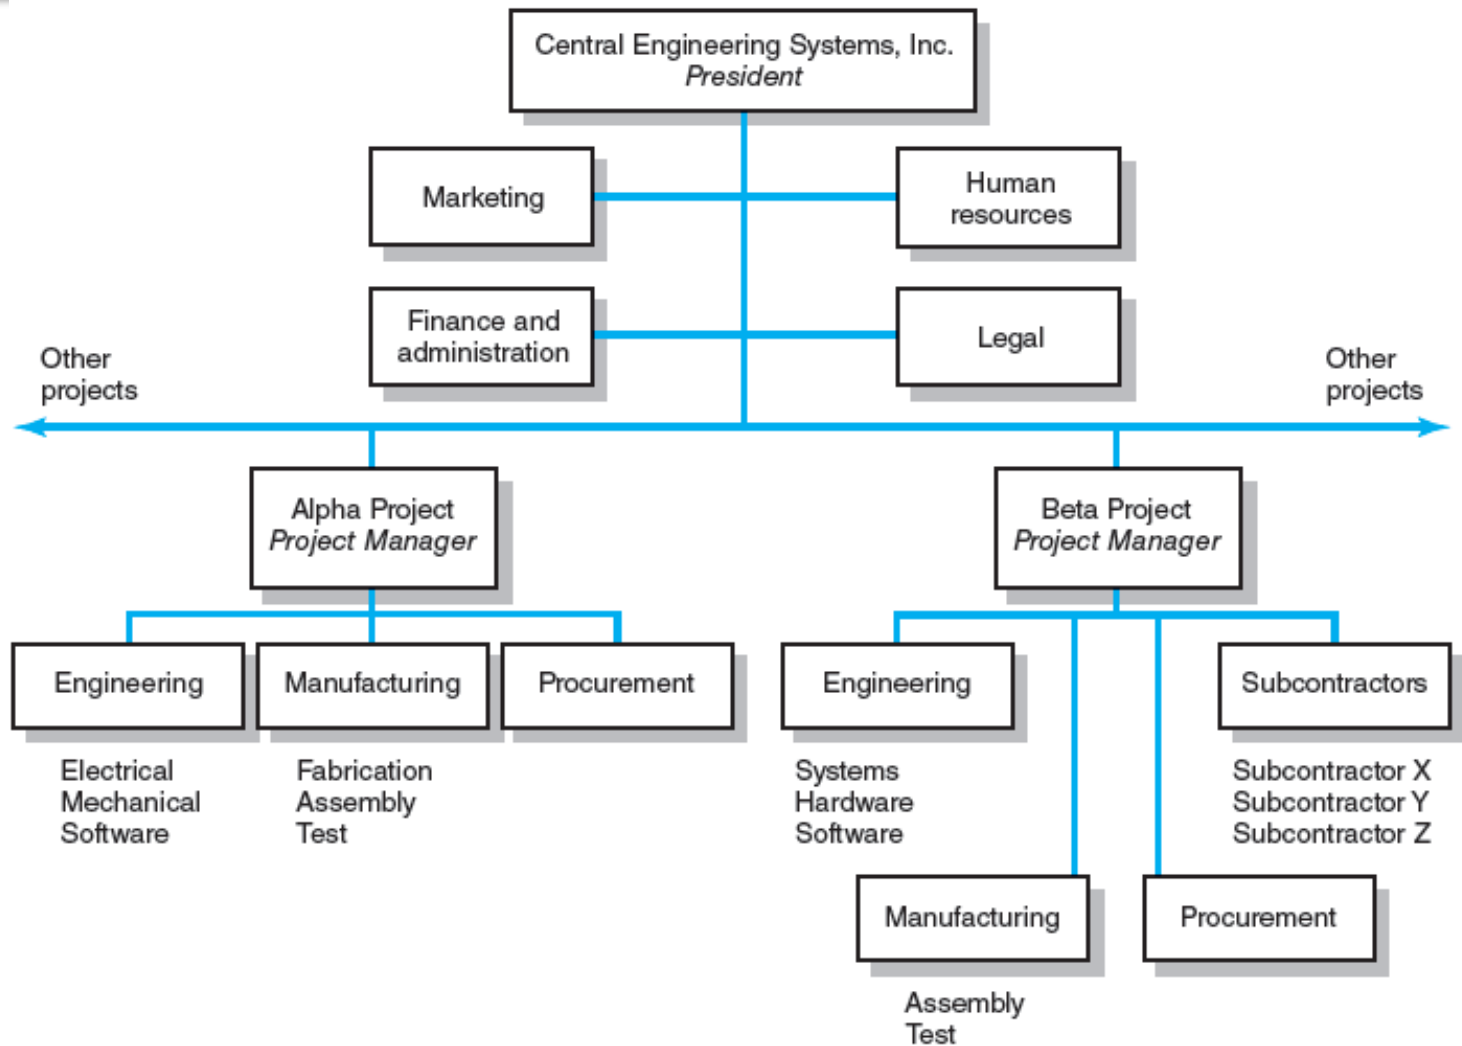 Central Engineering Systems, Inc.
President
Marketing
Human
resources
Finance and
administration
Legal
Other
projects
Other
projects
Alpha Project
Project Manager
Beta Project
Project Manager
Engineering
Manufacturing
Procurement
Engineering
Subcontractors
Electrical
Mechanical
Software
Fabrication
Assembly
Test
Systems
Hardware
Software
Subcontractor X
Subcontractor Y
Subcontractor Z
Manufacturing
Procurement
Assembly
Test